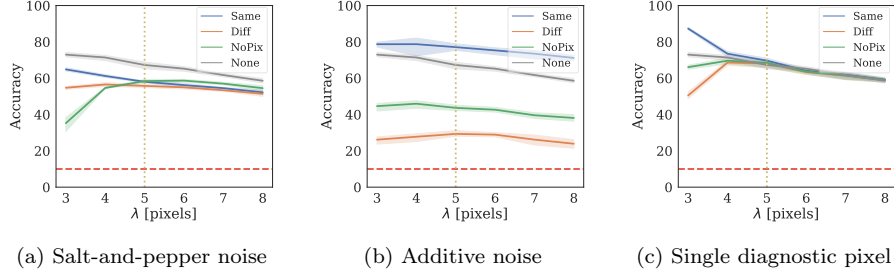 100
80
60
40
20
0
Accuracy
3 4 5 6 7 8
λ [pixels]
Same
Diff
NoPix
None
(a) Salt-and-pepper noise
100
80
60
40
20
0
Accuracy
3 4 5 6 7 8
λ [pixels]
Same
Diff
NoPix
None
(b) Additive noise
100
80
60
40
20
0
Accuracy
3 4 5 6 7 8
λ [pixels]
Same
Diff
NoPix
None
(c) Single diagnostic pixel